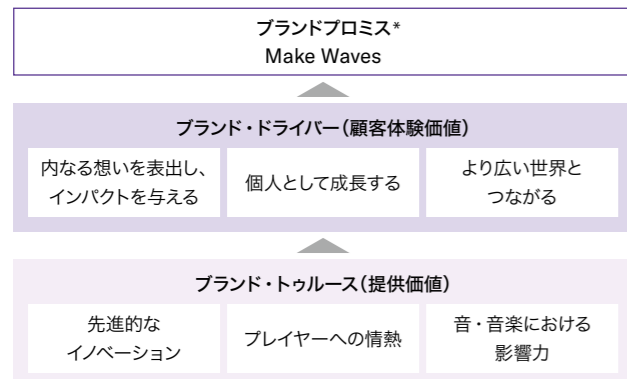 ブランドプロミス*
Make Waves
ブランド・ドライバー（顧客体験価値）
内なる想いを表出し、
インパクトを与える
個人として成長する
より広い世界と
つながる
ブランド・トゥルース（提供価値）
先進的な
イノベーション
プレイヤーへの情熱
音・音楽における
影響力